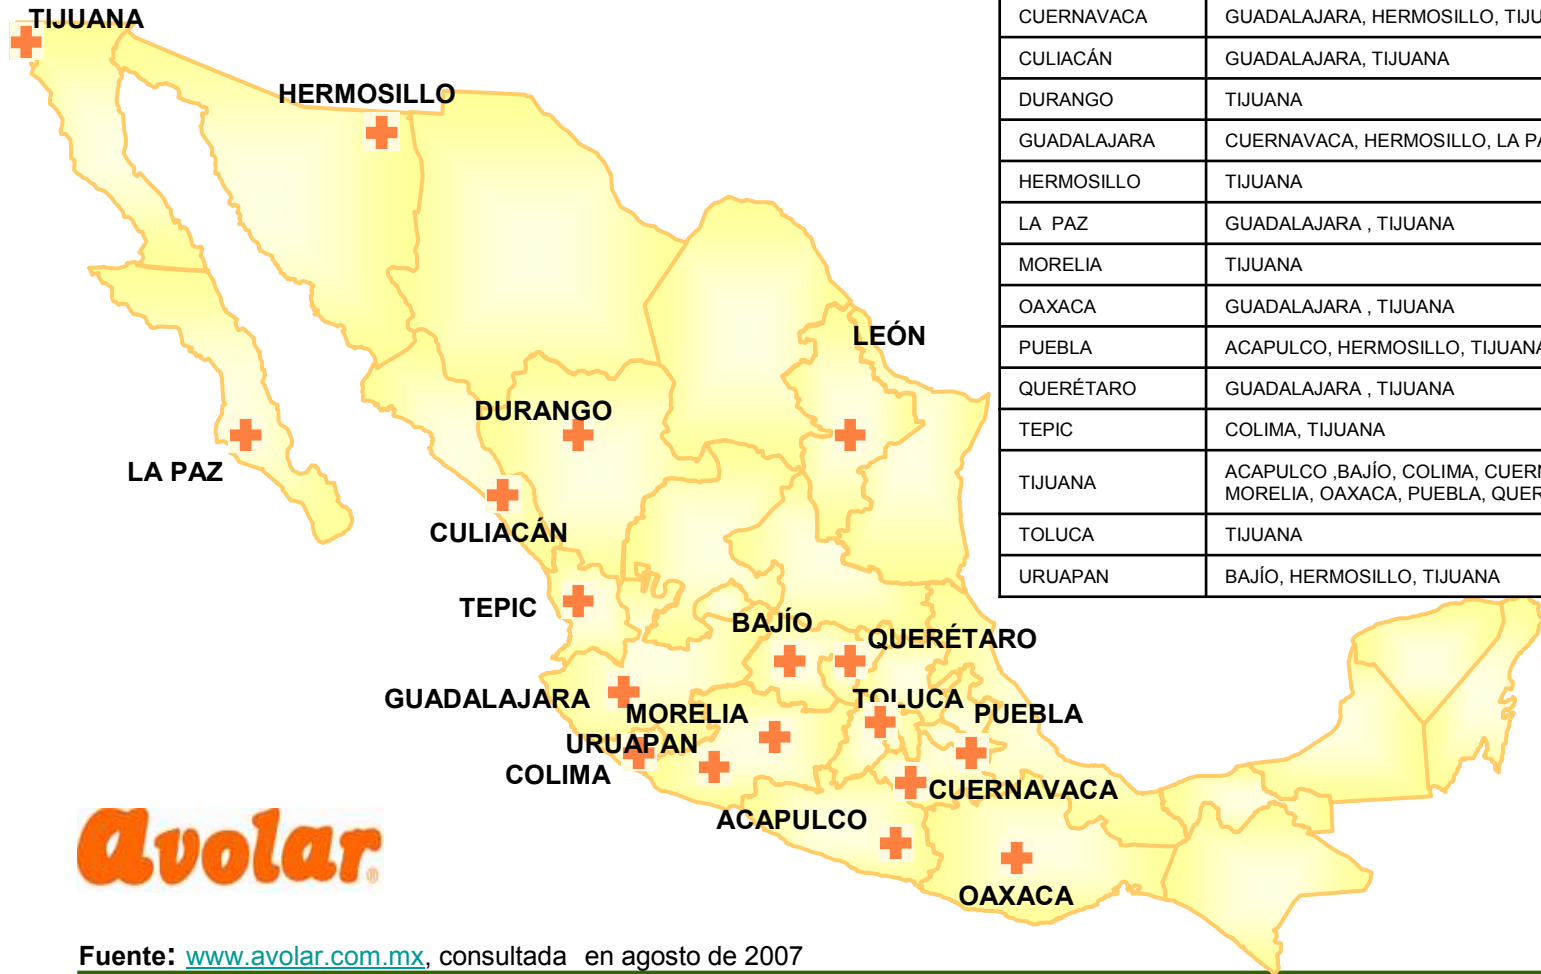 TIJUANA
HERMOSILLO
LEÓN
DURANGO
LA PAZ
CULIACÁN
TEPIC
BAJÍO
QUERÉTARO
GUADALAJARA
MORELIA
TOLUCA
PUEBLA
URUAPAN
COLIMA
CUERNAVACA
ACAPULCO
OAXACA
CUERNAVACA GUADALAJARA, HERMOSILLO,
CULIACÁN GUADALAJARA, TIJUANA
DURANGO TIJUANA
GUADALAJARA CUERNAVACA, HERMOSILLO, LA
HERMOSILLO TIJUANA
LA PAZ GUADALAJARA , TIJUANA
MORELIA TIJUANA
OAXACA GUADALAJARA , TIJUANA
PUEBLA ACAPULCO, HERMOSILLO, TIJUANA
QUERÉTARO GUADALAJARA , TIJUANA
TEPIC COLIMA, TIJUANA
TIJUANA ACAPULCO ,BAJÍO, COLIMA,
MORELIA, OAXACA, PUEBLA,
TOLUCA TIJUANA
URUAPAN BAJÍO, HERMOSILLO, TIJUANA
avolar®
Fuente: www.avolar.com.mx, consultada en agosto de 2007